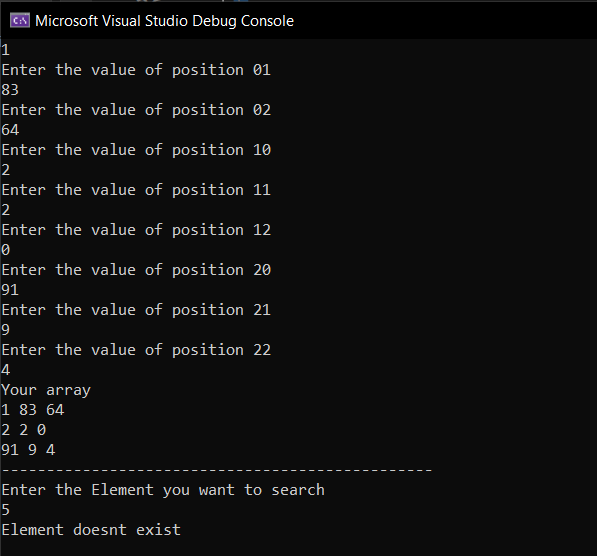 C:\ Microsoft Visual Studio Debug Console
1
Enter the value of position 01
83
Enter the value of position 02
64
Enter the value of position 10
2
Enter the value of position 11
2
Enter the value of position 12
0
Enter the value of position 20
91
Enter the value of position 21
9
Enter the value of position 22
4
Your array
1 83 64
2 2 0
91 9 4
------------------------------------------------
Enter the Element you want to search
5
Element doesnt exist